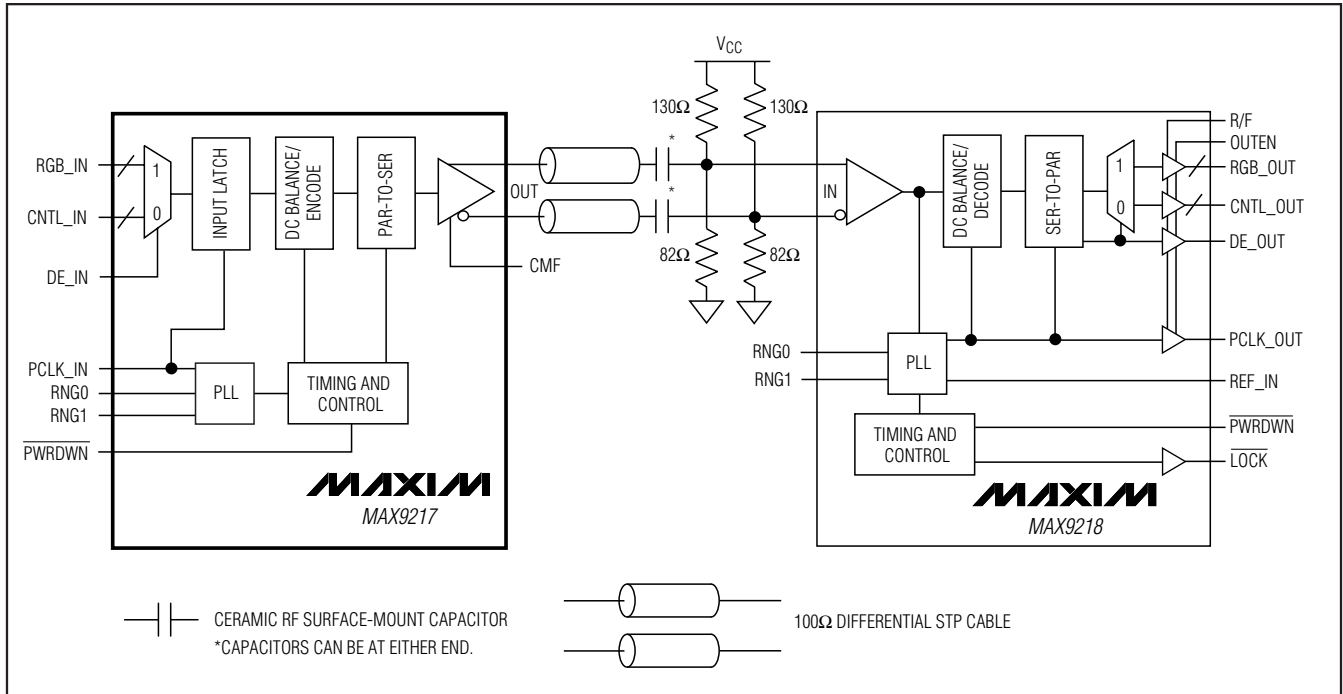 VCC
130Ω
130Ω
*
*
82Ω
82Ω
RGB_IN
CNTL_IN
DE_IN
PCLK_IN
RNG0
RNG1
PWRDWN
1
0
INPUT LATCH
DC BALANCE/
ENCODE
PAR-TO-SER
OUT
CMF
PLL
TIMING AND
CONTROL
MAXIM
MAX9217
IN
DC BALANCE/
DECODE
SER-TO-PAR
1
0
R/F
OUTEN
RGB_OUT
CNTL_OUT
DE_OUT
PCLK_OUT
RNG0
RNG1
PLL
REF_IN
TIMING AND
CONTROL
PWRDWN
LOCK
MAXIM
MAX9218
CERAMIC RF SURFACE-MOUNT CAPACITOR
*CAPACITORS CAN BE AT EITHER END.
100Ω DIFFERENTIAL STP CABLE